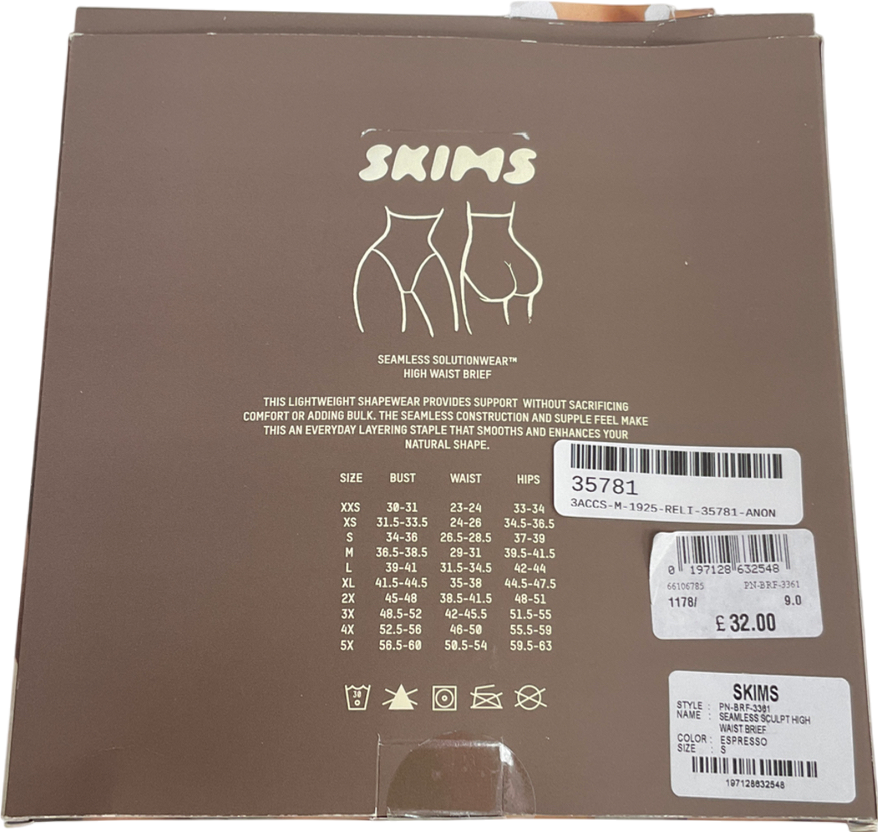 SKIMS
SEAMLESS SOLUTIONWEAR™
HIGH WAIST BRIEF
THIS LIGHTWEIGHT SHAPEWEAR PROVIDES SUPPORT WITHOUT SACRIFICING
COMFORT OR ADDING BULK. THE SEAMLESS CONSTRUCTION AND SUPPLE FEEL MAKE
THIS AN EVERYDAY LAYERING STAPLE THAT SMOOTHS AND ENHANCES YOUR
NATURAL SHAPE.
SIZE BUST WAIST HIPS
XXS 30-31 23-24 33-34
XS 31.5-33.5 24-26 34.5-36.5
S 34-36 26.5-28.5 37-39
M 36.5-38.5 29-31 39.5-41.5
L 39-41 31.5-34.5 42-44
XL 41.5-44.5 35-38 44.5-47.5
2X 45-48 38.5-41.5 48-51
3X 48.5-52 42-45.5 51.5-55
4X 52.5-56 46-50 55.5-59
5X 56.5-60 50.5-54 59.5-63
30
35781
3ACCS-M-1925-RELI-35781-ANON
0 197128 632548
66106785 PN-BRF-3361
1178/ 9.0
£ 32.00
SKIMS
STYLE : PN-BRF-3361
NAME : SEAMLESS SCULPT HIGH
WAIST BRIEF
COLOR : ESPRESSO
SIZE : S
197128632548